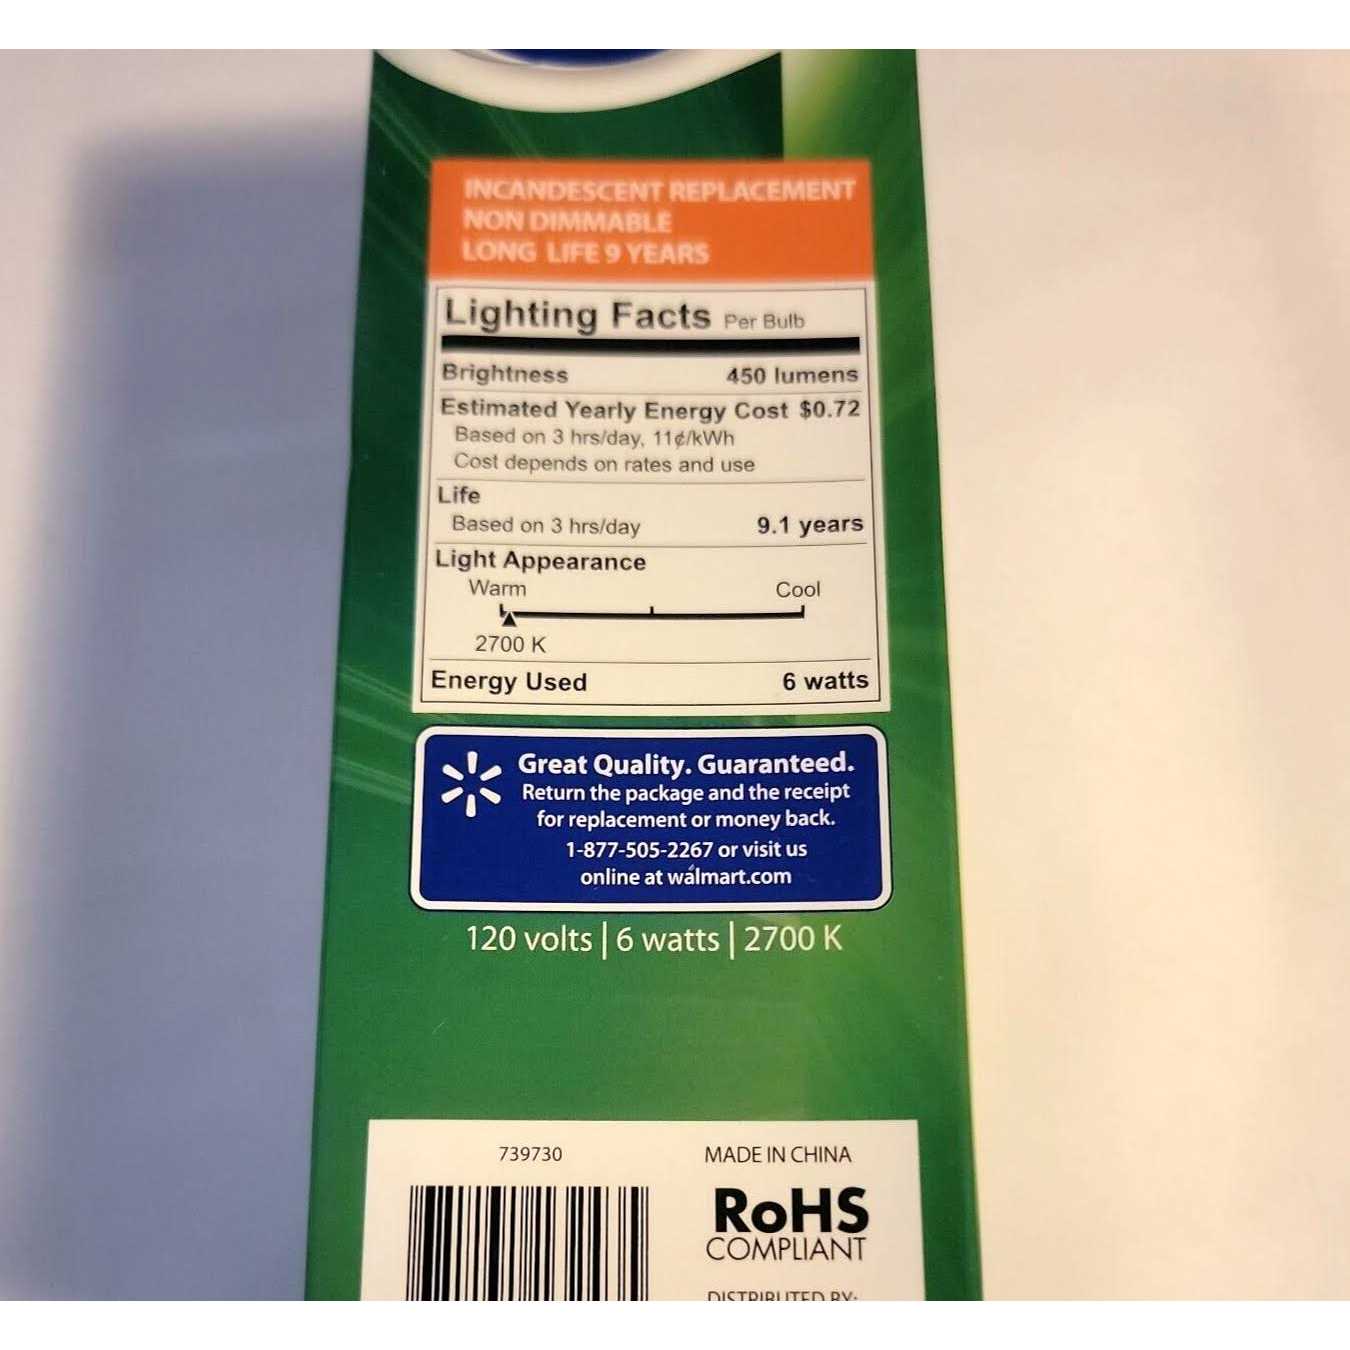 INCANDESCENT REPLACEMENT
NON DIMMABLE
LONG LIFE 9 YEARS
Lighting Facts Per Bulb
Brightness 450 lumens
Estimated Yearly Energy Cost $0.72
Based on 3 hrs/day, 11¢/kWh
Cost depends on rates and use
Life
Based on 3 hrs/day 9.1 years
Light Appearance
Warm Cool
2700 K
Energy Used 6 watts
Great Quality. Guaranteed.
Return the package and the receipt
for replacement or money back.
1-877-505-2267 or visit us
online at walmart.com
120 volts | 6 watts | 2700 K
739730 MADE IN CHINA
RoHS
COMPLIANT
DISTRIBUTED BY: